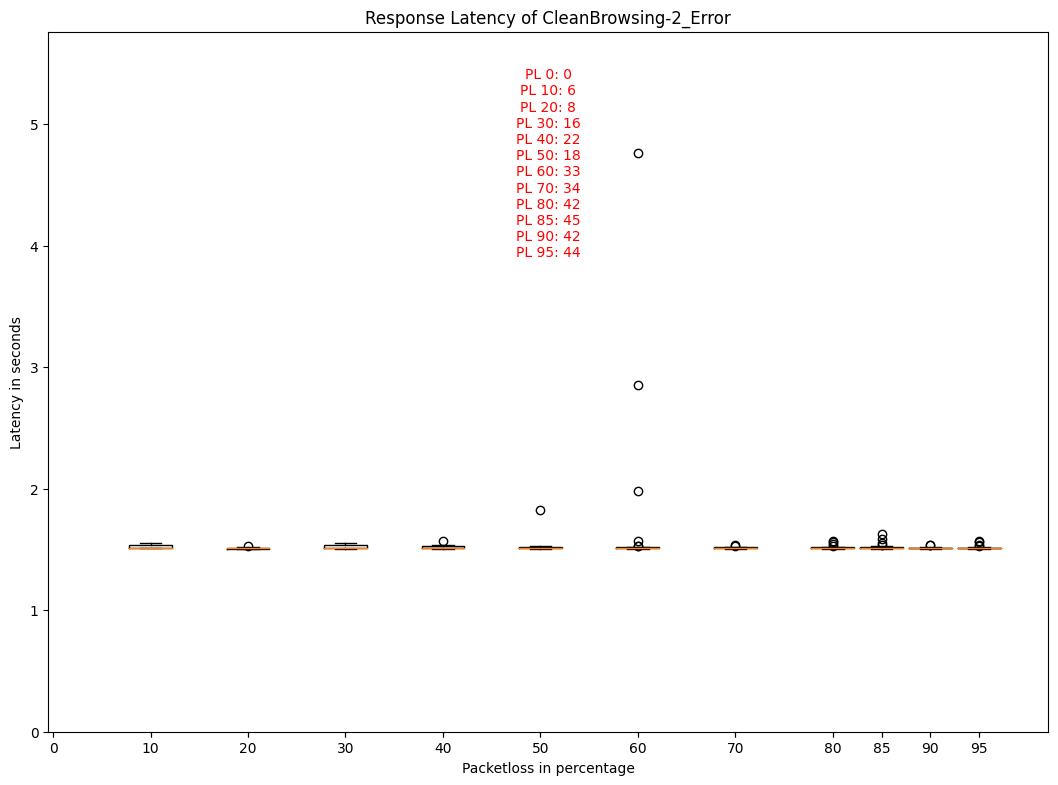 Response Latency of CleanBrowsing-2_Error
PL 0: 0
PL 10: 6
PL 20: 8
PL 30: 16
PL 40: 22
PL 50: 18
PL 60: 33
PL 70: 34
PL 80: 42
PL 85: 45
PL 90: 42
PL 95: 44
Latency in seconds
5
4
3
2
1
0
0 10 20 30 40 50 60 70 80 85 90 95
Packetloss in percentage